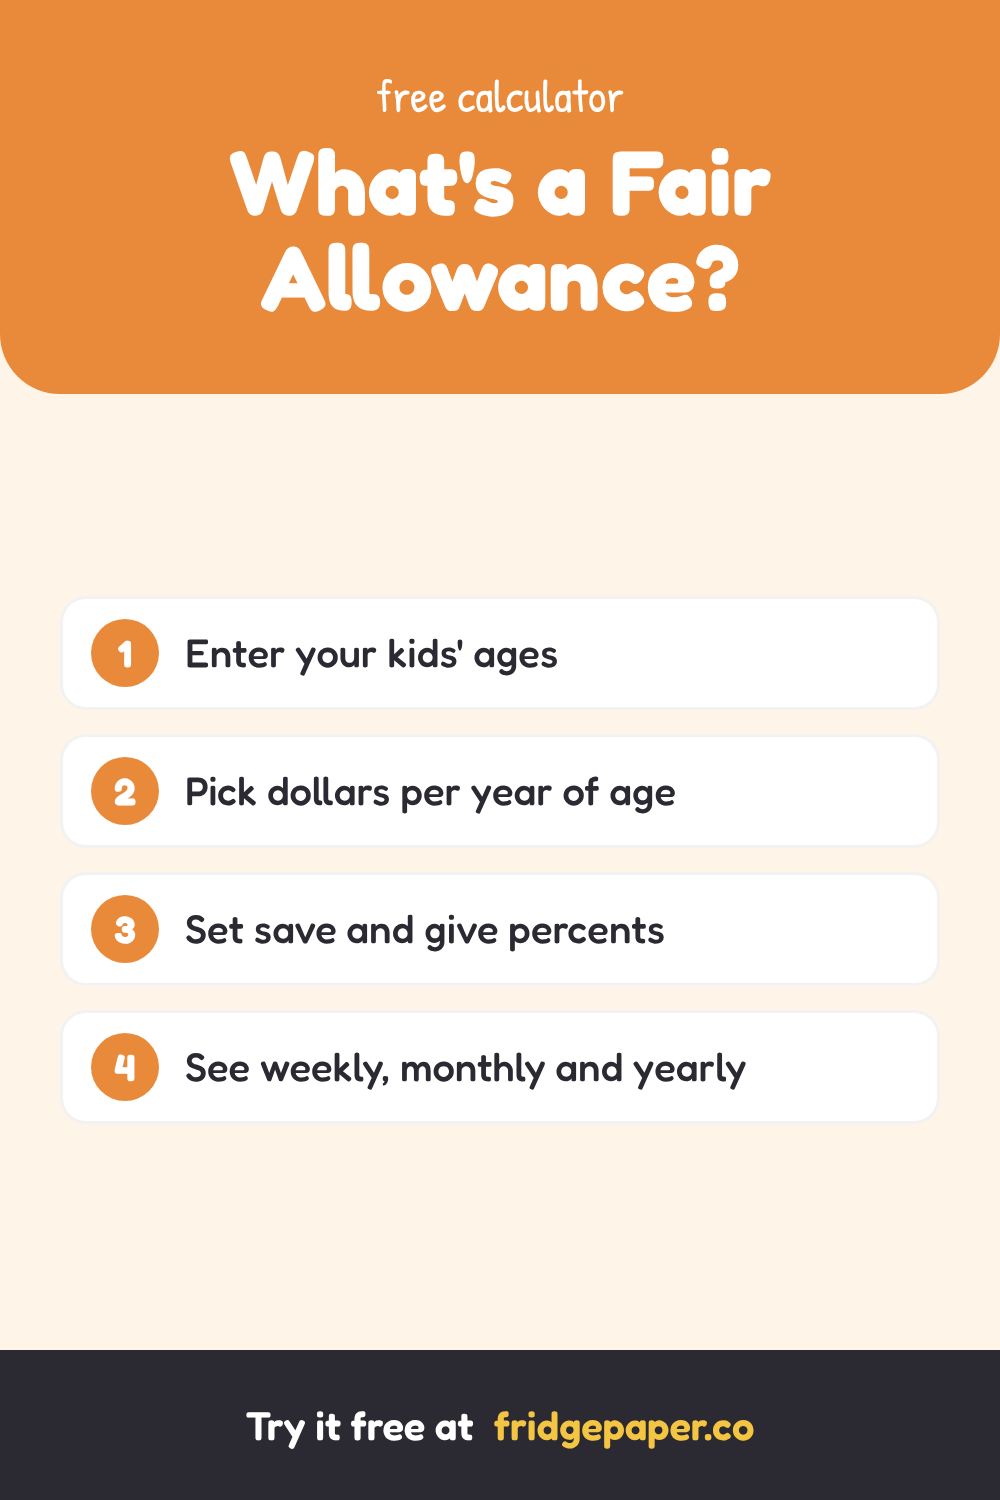 free calculator
What's a Fair
Allowance?
1 Enter your kids' ages
2 Pick dollars per year of age
3 Set save and give percents
4 See weekly, monthly and yearly
Try it free at fridgepaper.co